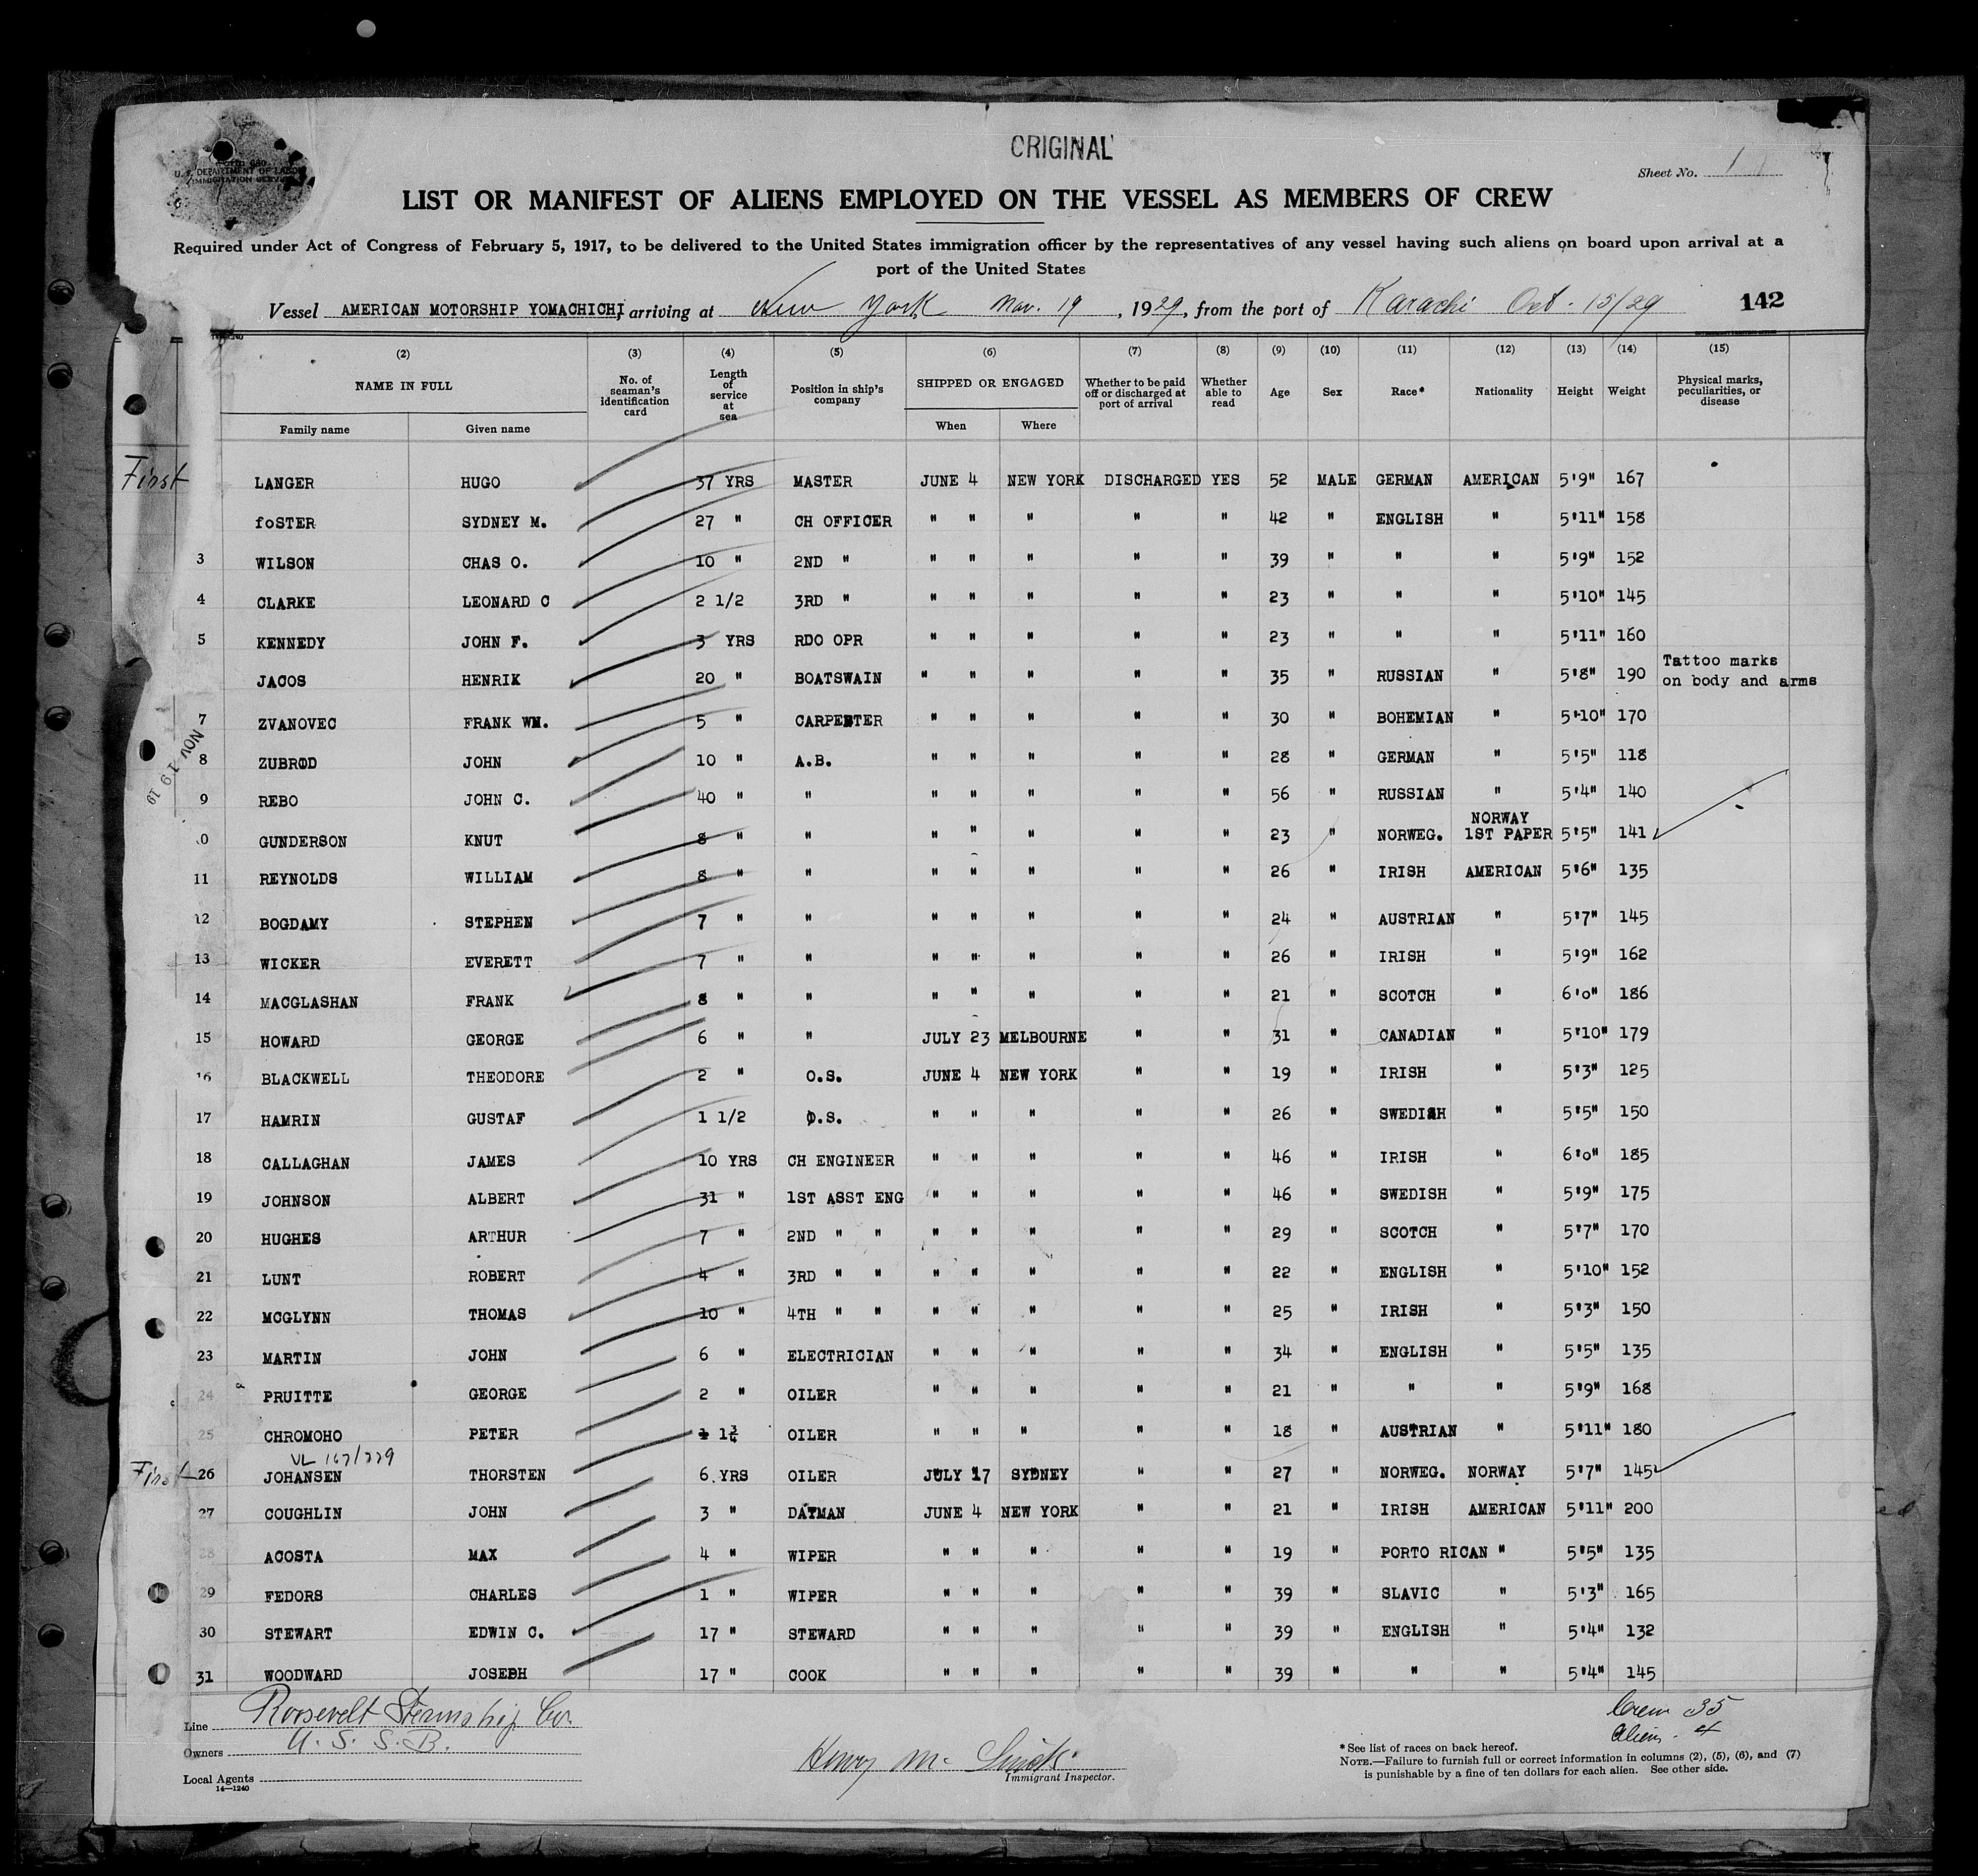 ORIGINAL
Form 680
U. S. DEPARTMENT OF LABOR
IMMIGRATION SERVICE
Sheet No. 1
LIST OR MANIFEST OF ALIENS EMPLOYED ON THE VESSEL AS MEMBERS OF CREW
Required under Act of Congress of February 5, 1917, to be delivered to the United States immigration officer by the representatives of any vessel having such aliens on board upon arrival at a
port of the United States
Vessel AMERICAN MOTORSHIP YOMACHICHI, arriving at New York Nov. 19, 1929, from the port of Karachi Oct. 15/29 142
(2) (3) (4) (5) (6) (7) (8) (9) (10) (11) (12) (13) (14) (15)
NAME IN FULL No. of seaman's identification card Length of service at sea Position in ship's company SHIPPED OR ENGAGED Whether to be paid off or discharged at port of arrival Whether able to read Age Sex Race* Nationality Height Weight Physical marks, peculiarities, or disease
Family name Given name When Where
First LANGER HUGO 37 YRS MASTER JUNE 4 NEW YORK DISCHARGED YES 52 MALE GERMAN AMERICAN 5'9" 167
foSTER SYDNEY M. 27 " CH OFFICER " " " " " 42 " ENGLISH " 5'11" 158
3 WILSON CHAS O. 10 " 2ND " " " " " " 39 " " " 5'9" 152
4 CLARKE LEONARD C 2 1/2 3RD " " " " " " 23 " " " 5'10" 145
5 KENNEDY JOHN F. 3 YRS RDO OPR " " " " " 23 " " " 5'11" 160
JACOS HENRIK 20 " BOATSWAIN " " " " " 35 " RUSSIAN " 5'8" 190 Tattoo marks on body and arms
7 ZVANOVEC FRANK WM. 5 " CARPENTER " " " " " 30 " BOHEMIAN " 5'10" 170
8 ZUBROD JOHN 10 " A.B. " " " " " 28 " GERMAN " 5'5" 118
9 REBO JOHN C. 40 " " " " " " " 56 " RUSSIAN " 5'4" 140
0 GUNDERSON KNUT 8 " " " " " " " 23 " NORWEG. NORWAY 1ST PAPER 5'5" 141
11 REYNOLDS WILLIAM 8 " " " " " " " 26 " IRISH AMERICAN 5'6" 135
12 BOGDAMY STEPHEN 7 " " " " " " " 24 " AUSTRIAN " 5'7" 145
13 WICKER EVERETT 7 " " " " " " " 26 " IRISH " 5'9" 162
14 MACGLASHAN FRANK 8 " " " " " " " 21 " SCOTCH " 6'0" 186
15 HOWARD GEORGE 6 " " JULY 23 MELBOURNE " " 31 " CANADIAN " 5'10" 179
16 BLACKWELL THEODORE 2 " O.S. JUNE 4 NEW YORK " " 19 " IRISH " 5'3" 125
17 HAMRIN GUSTAF 1 1/2 O.S. " " " " " 26 " SWEDISH " 5'5" 150
18 CALLAGHAN JAMES 10 YRS CH ENGINEER " " " " " 46 " IRISH " 6'0" 185
19 JOHNSON ALBERT 31 " 1ST ASST ENG " " " " " 46 " SWEDISH " 5'9" 175
20 HUGHES ARTHUR 7 " 2ND " " " " " " " 29 " SCOTCH " 5'7" 170
21 LUNT ROBERT 4 " 3RD " " " " " " " 22 " ENGLISH " 5'10" 152
22 MCGLYNN THOMAS 10 " 4TH " " " " " " " 25 " IRISH " 5'3" 150
23 MARTIN JOHN 6 " ELECTRICIAN " " " " " 34 " ENGLISH " 5'5" 135
24 PRUITTE GEORGE 2 " OILER " " " " " 21 " " " 5'9" 168
25 CHROMOHO PETER 1 3/4 OILER " " " " " 18 " AUSTRIAN " 5'11" 180
VL 167/229
First 26 JOHANSEN THORSTEN 6 YRS OILER JULY 17 SYDNEY " " 27 " NORWEG. NORWAY 5'7" 145
27 COUGHLIN JOHN 3 " DAYMAN JUNE 4 NEW YORK " " 21 " IRISH AMERICAN 5'11" 200
28 ACOSTA MAX 4 " WIPER " " " " " 19 " PORTO RICAN " 5'5" 135
29 FEDORS CHARLES 1 " WIPER " " " " " 39 " SLAVIC " 5'3" 165
30 STEWART EDWIN C. 17 " STEWARD " " " " " 39 " ENGLISH " 5'4" 132
31 WOODWARD JOSEPH 17 " COOK " " " " " 39 " " " 5'4" 145
NOV 19 19
Line Roosevelt Steamship Co.
Owners U. S. S. B.
Local Agents
14—1240
Henry M.
Immigrant Inspector.
Crew 35
Aliens 4
*See list of races on back hereof.
NOTE.—Failure to furnish full or correct information in columns (2), (5), (6), and (7)
is punishable by a fine of ten dollars for each alien. See other side.